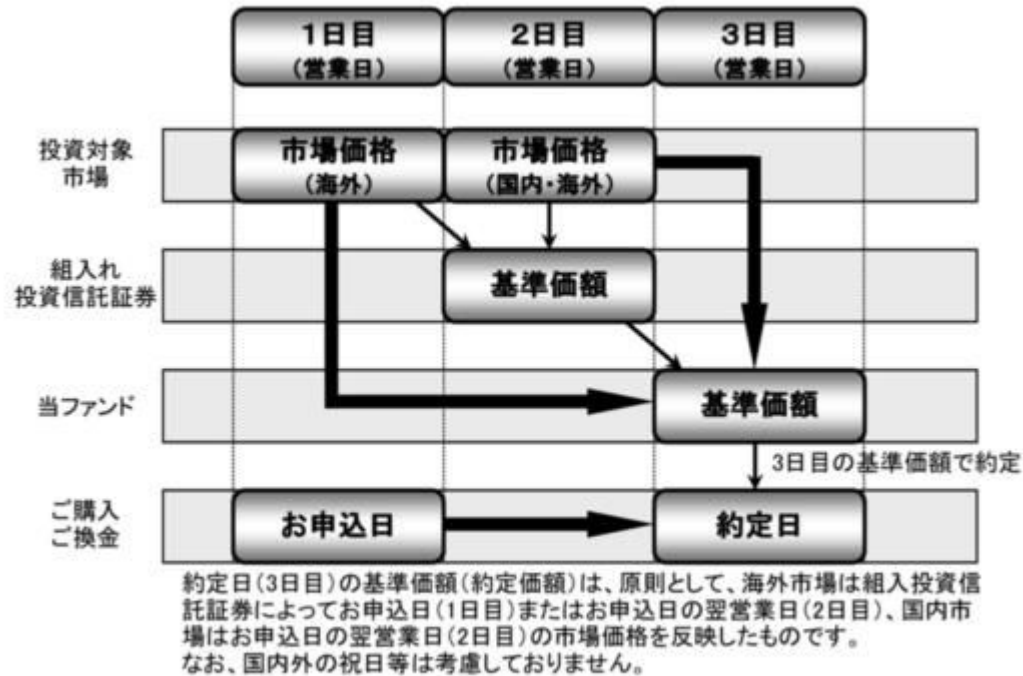 1日目
(営業日)
2日目
(営業日)
3日目
(営業日)
投資対象
市場
市場価格
(海外)
市場価格
(国内・海外)
組入れ
投資信託証券
基準価額
当ファンド
基準価額
3日目の基準価額で約定
ご購入
ご換金
お申込日
約定日
約定日(3日目)の基準価額(約定価額)は、原則として、海外市場は組入投資信
託証券によってお申込日(1日目)またはお申込日の翌営業日(2日目)、国内市
場はお申込日の翌営業日(2日目)の市場価格を反映したものです。
なお、国内外の祝日等は考慮しておりません。